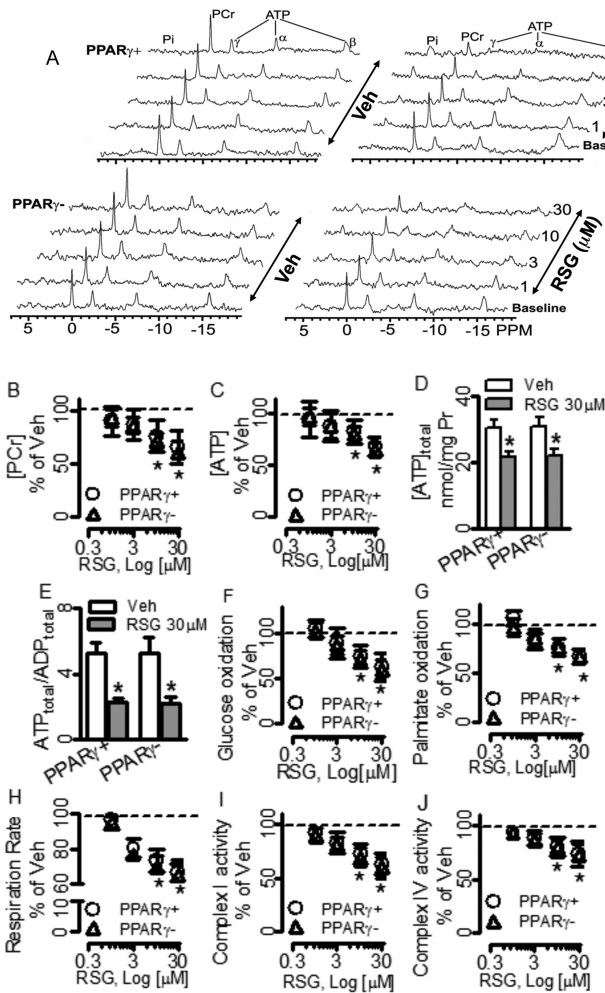 A
Pi
PCr
ATP
PPARγ+
γ
α
β
Veh
Pi
PCr
γ
ATP
α
1
Bas
PPARγ-
Veh
30
10
3
1
Baseline
RSG (μM)
5 0 -5 -10 -15
5 0 -5 -10 -15 PPM
B
[PCr]
% of Veh
100
50
0
PPARγ+
PPARγ-
0.3 3 30
RSG, Log [μM]
*
*
C
[ATP]
% of Veh
100
50
0
PPARγ+
PPARγ-
0.3 3 30
RSG, Log [μM]
*
*
D
Veh
RSG 30μM
[ATP]total
nmol/mg Pr
40
20
0
*
*
PPARγ+
PPARγ-
E
Veh
RSG 30μM
ATPtotal/ADPtotal
8
4
0
*
*
PPARγ+
PPARγ-
F
Glucose oxidation
% of Veh
100
50
0
PPARγ+
PPARγ-
0.3 3 30
RSG, Log[μM]
*
*
G
Palmitate oxidation
% of Veh
100
50
0
PPARγ+
PPARγ-
0.3 3 30
RSG, Log[μM]
*
*
H
Respiration Rate
% of Veh
100
80
60
10
0
PPARγ+
PPARγ-
0.3 3 30
RSG, Log [μM]
*
*
I
Complex I activity
% of Veh
100
50
0
PPARγ+
PPARγ-
0.3 3 30
RSG, Log [μM]
*
*
J
Complex IV activity
% of Veh
100
50
0
PPARγ+
PPARγ-
0.3 3 30
RSG, Log [μM]
*
*